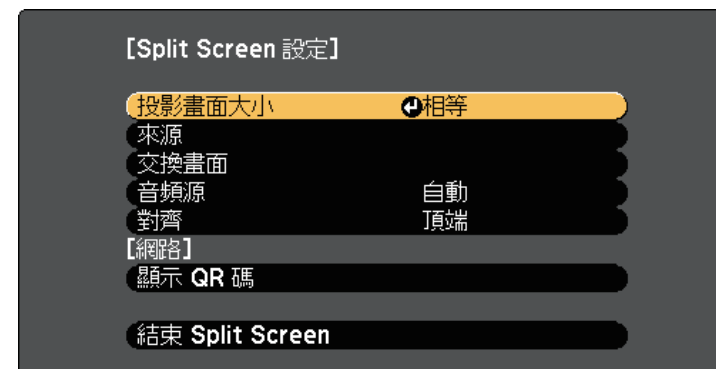 [Split Screen 設定]
投影畫面大小 相等
來源
交換畫面
音頻源 自動
對齊 頂端
[網路]
顯示 QR 碼
結束 Split Screen